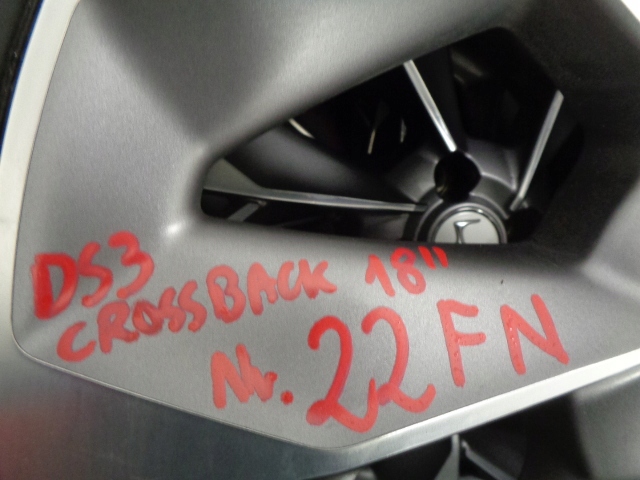 DS3
CROSSBACK 18"
Nr. 22 FN